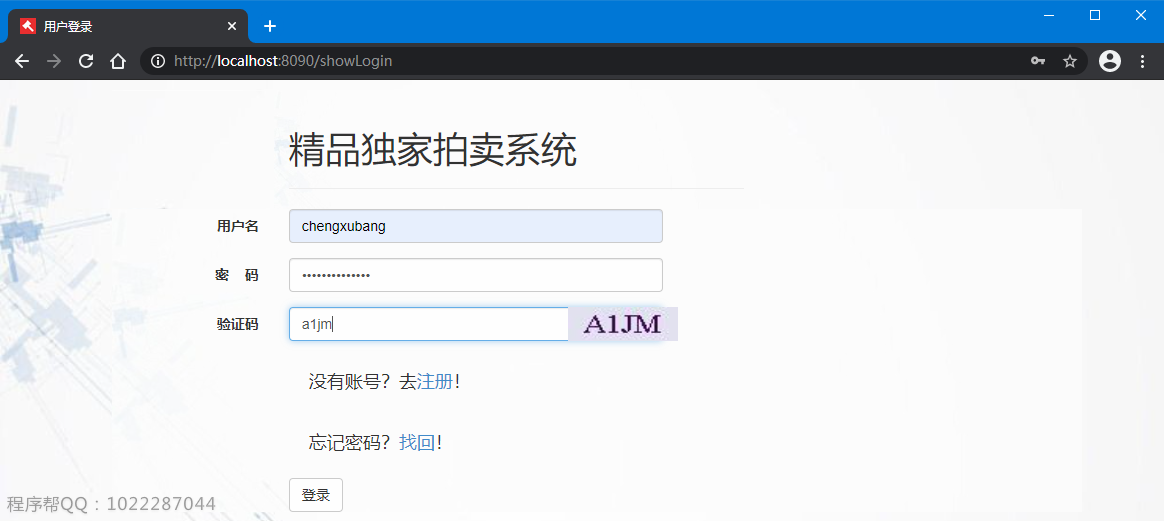 用户登录
http://localhost:8090/showLogin
精品独家拍卖系统
用户名 chengxubang
密 码 ••••••••••••••
验证码 a1jm A1JM
没有账号？去注册！
忘记密码？找回！
登录
程序帮QQ：1022287044